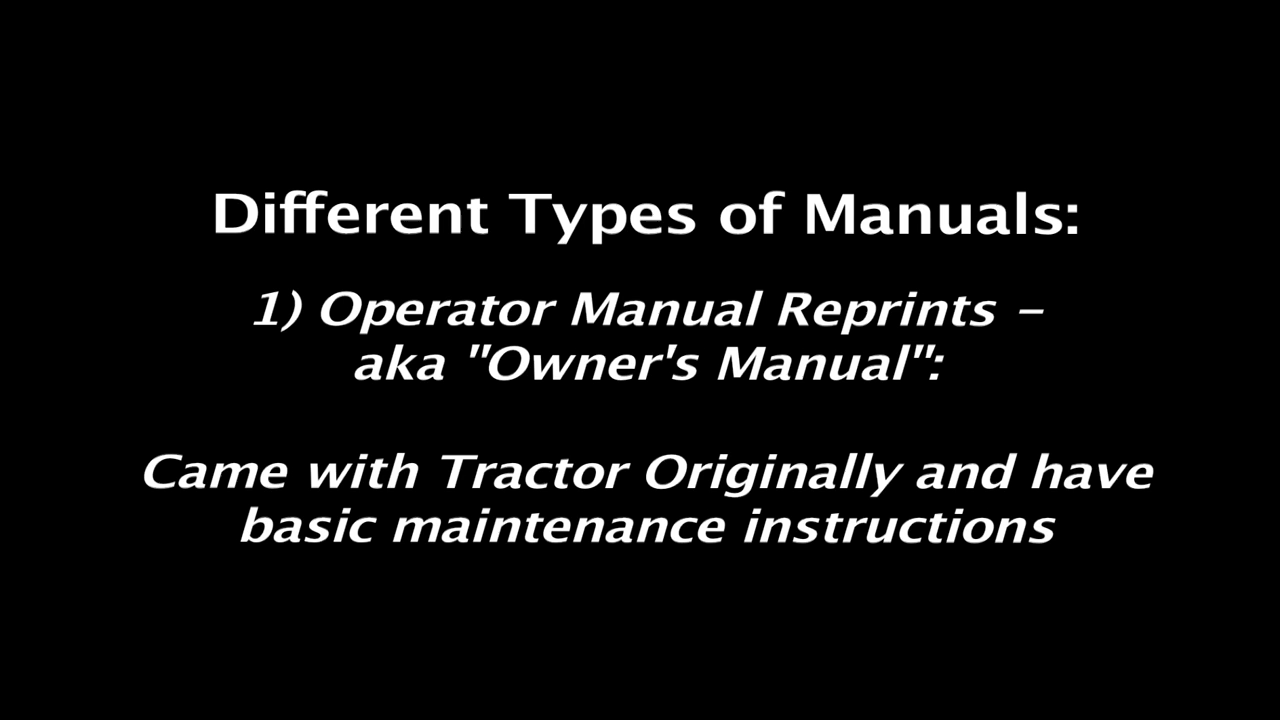 Different Types of Manuals:
1) Operator Manual Reprints –
aka "Owner's Manual":
Came with Tractor Originally and have
basic maintenance instructions